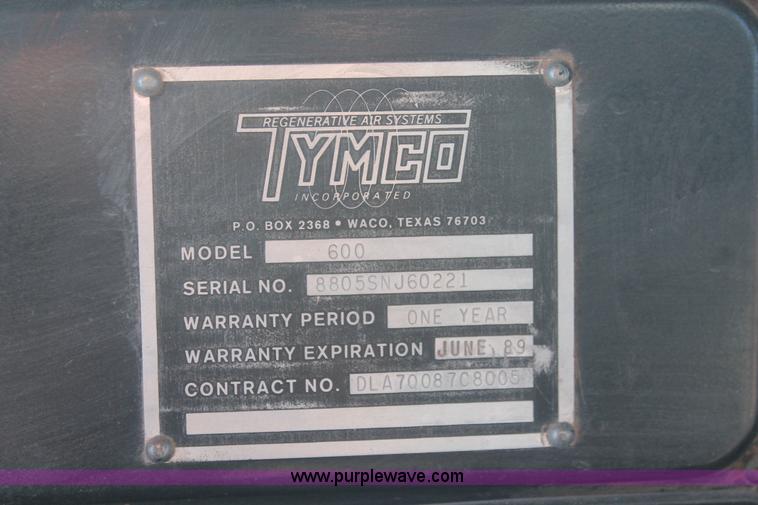 REGENERATIVE AIR SYSTEMS
TYMCO
INCORPORATED
P.O. BOX 2368 • WACO, TEXAS 76703
MODEL 600
SERIAL NO. 8805SNJ60221
WARRANTY PERIOD ONE YEAR
WARRANTY EXPIRATION JUNE 89
CONTRACT NO. DLA70087C8005
www.purplewave.com